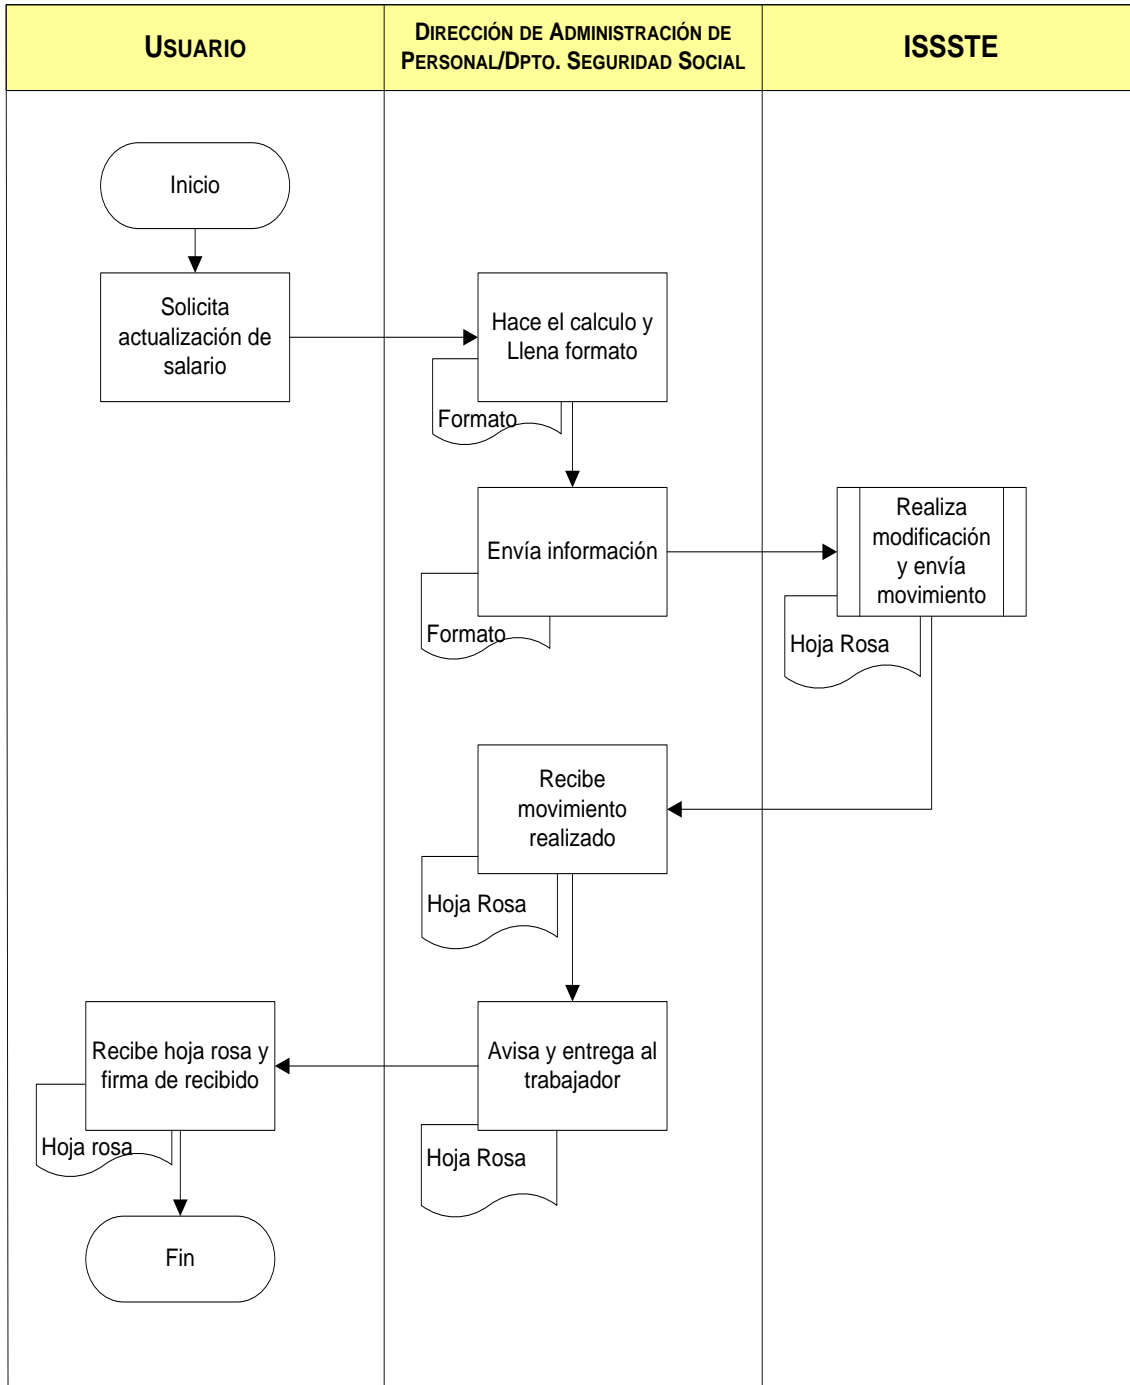 USUARIO
DIRECCIÓN DE ADMINISTRACIÓN DE
PERSONAL/DPTO. SEGURIDAD SOCIAL
ISSSTE
Inicio
Solicita
actualización de
salario
Hace el calculo y
Llena formato
Formato
Envía información
Formato
Realiza
modificación
y envía
movimiento
Hoja Rosa
Recibe
movimiento
realizado
Hoja Rosa
Avisa y entrega al
trabajador
Hoja Rosa
Recibe hoja rosa y
firma de recibido
Hoja rosa
Fin